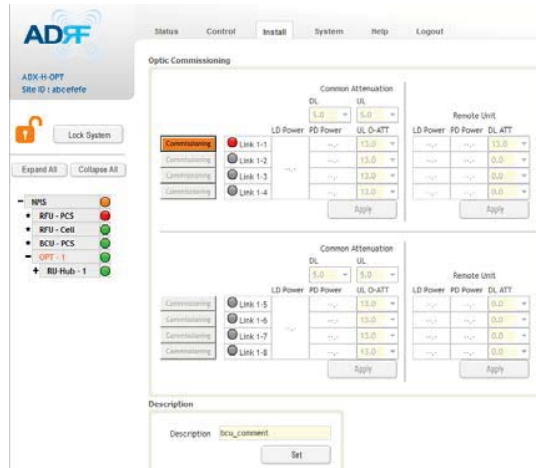 ADRF
Status Control Install System Help Logout
ADX-H-OPT
Site ID : abcefefe
Lock System
Expand All Collapse All
NMS
RFU - PCS
RFU - Cell
BCU - PCS
OPT - 1
RU-Hub - 1
Optic Commissioning
Common Attenuation
DL UL
5.0 5.0 Remote Unit
LD Power PD Power UL O-ATT LD Power PD Power DL ATT
Commissioning Link 1-1 --.- 13.0 --.- --.- 13.0
Commissioning Link 1-2 --.- 13.0 --.- --.- 0.0
--.-
Commissioning Link 1-3 --.- 13.0 --.- --.- 0.0
Commissioning Link 1-4 --.- 13.0 --.- --.- 0.0
Apply Apply
Common Attenuation
DL UL
5.0 5.0 Remote Unit
LD Power PD Power UL O-ATT LD Power PD Power DL ATT
Commissioning Link 1-5 --.- 13.0 --.- --.- 0.0
Commissioning Link 1-6 --.- 13.0 --.- --.- 0.0
--.-
Commissioning Link 1-7 --.- 13.0 --.- --.- 0.0
Commissioning Link 1-8 --.- 13.0 --.- --.- 0.0
Apply Apply
Description
Description bcu_comment
Set